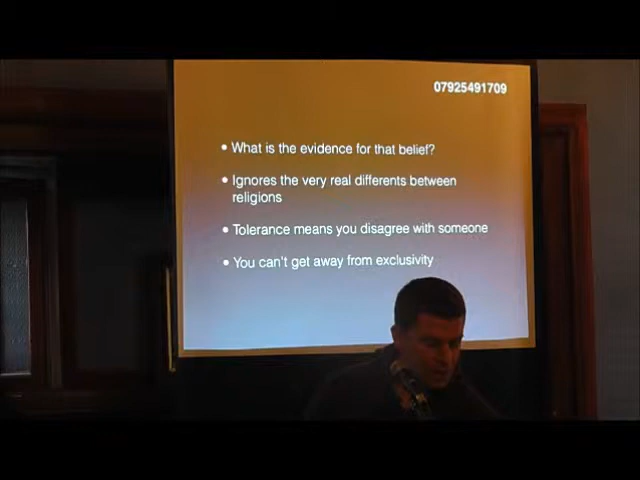 07925491709
• What is the evidence for that belief?
• Ignores the very real differents between
religions
• Tolerance means you disagree with someone
• You can't get away from exclusivity